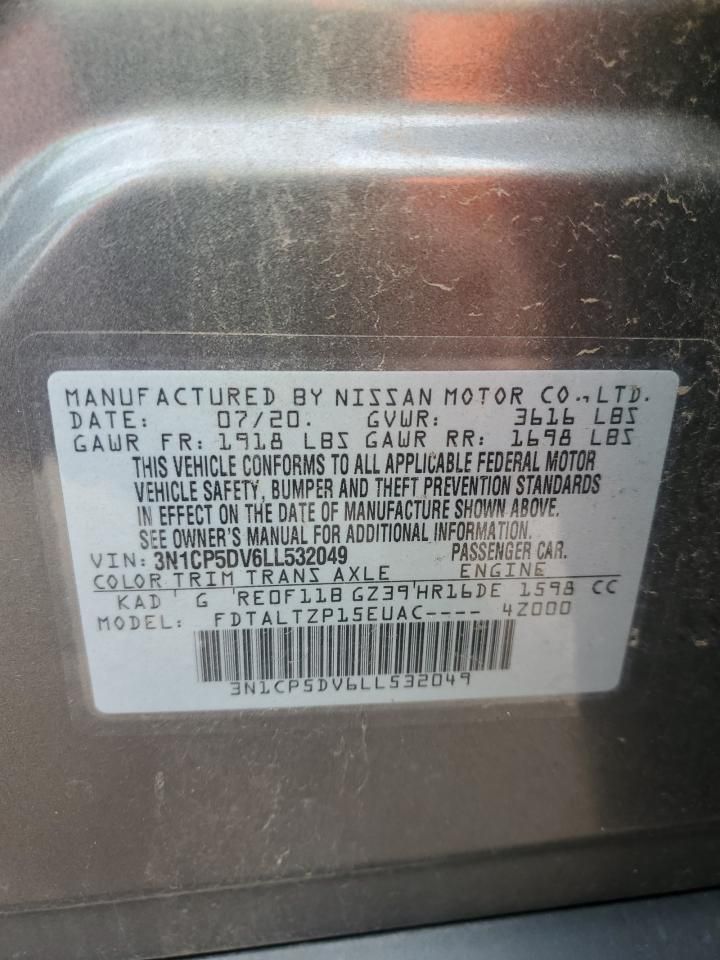 MANUFACTURED BY NISSAN MOTOR CO., LTD.
DATE: 07/20. GVWR: 3616 LBS
GAWR FR: 1918 LBS GAWR RR: 1698 LBS
THIS VEHICLE CONFORMS TO ALL APPLICABLE FEDERAL MOTOR
VEHICLE SAFETY, BUMPER AND THEFT PREVENTION STANDARDS
IN EFFECT ON THE DATE OF MANUFACTURE SHOWN ABOVE.
SEE OWNER'S MANUAL FOR ADDITIONAL INFORMATION.
VIN: 3N1CP5DV6LL532049 PASSENGER CAR.
COLOR TRIM TRANS AXLE ENGINE
KAD G RE0F11B GZ39 HR16DE 1598 CC
MODEL: FDTALTZP15EUAC---- 4Z000
3N1CP5DV6LL532049